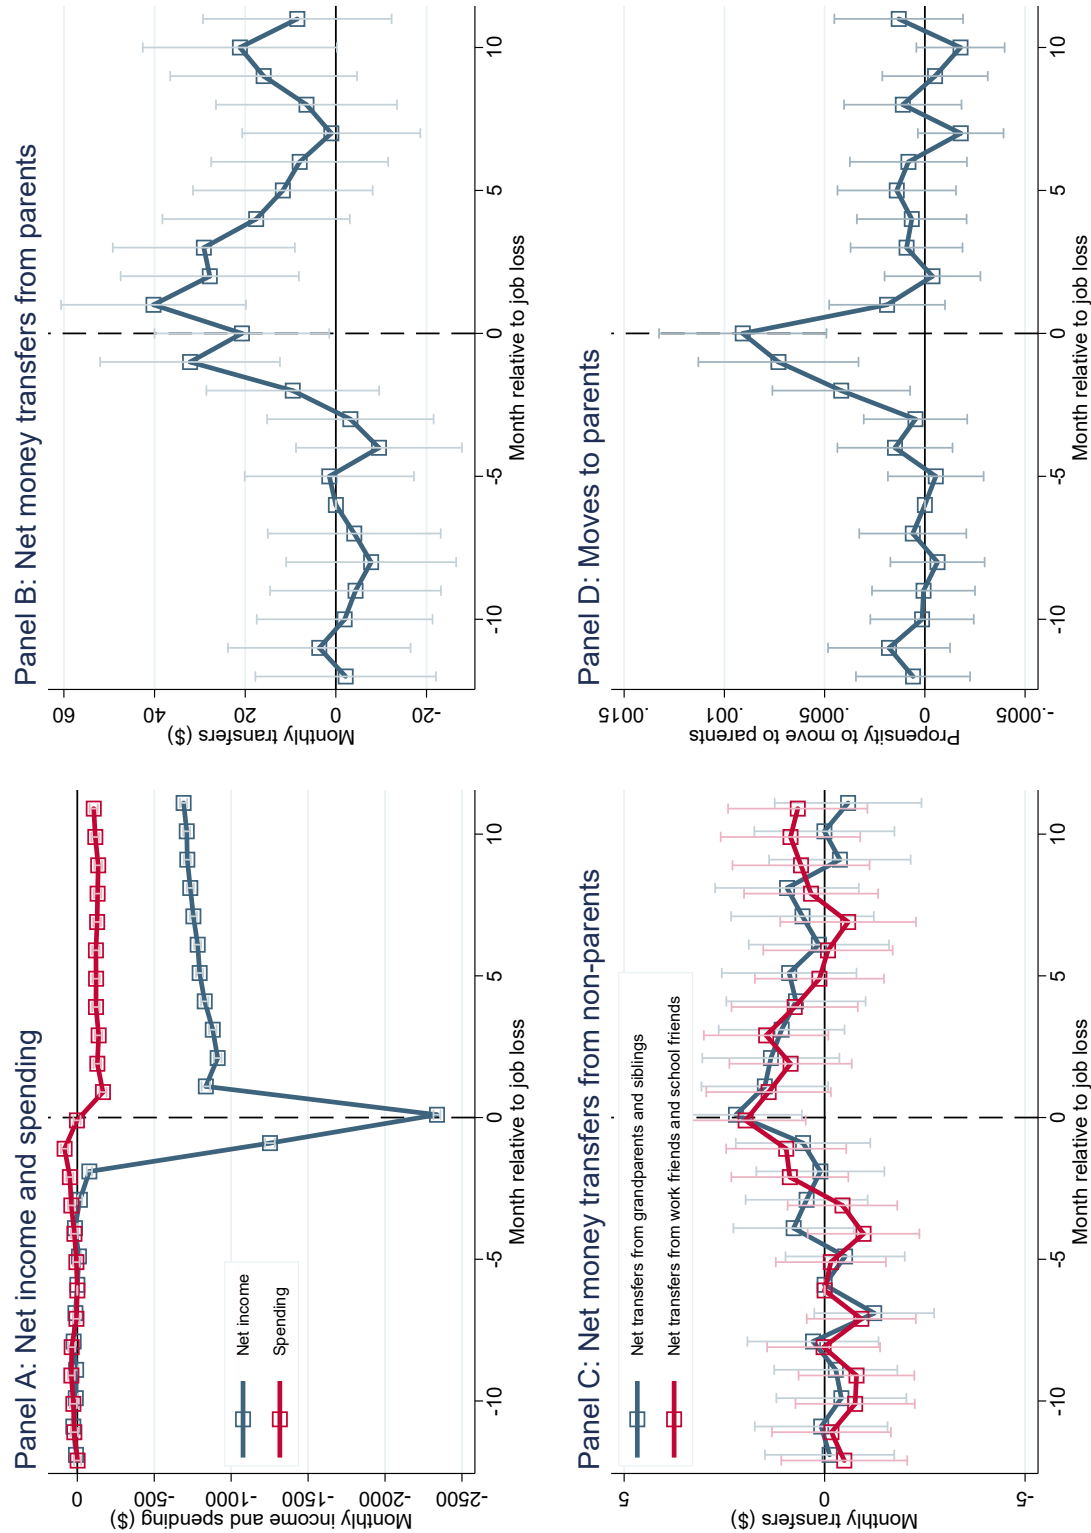 Panel A: Net income and spending
0
-500
-1000
-1500
-2000
-2500
Monthly income and spending ($)
-10
-5
0
5
10
Month relative to job loss
Net income
Spending
Panel B: Net money transfers from parents
60
40
20
0
-20
Monthly transfers ($)
-10
-5
0
5
10
Month relative to job loss
Panel C: Net money transfers from non-parents
5
0
-5
Monthly transfers ($)
-10
-5
0
5
10
Month relative to job loss
Net transfers from grandparents and siblings
Net transfers from work friends and school friends
Panel D: Moves to parents
.0015
.001
.0005
0
-.0005
Propensity to move to parents
-10
-5
0
5
10
Month relative to job loss